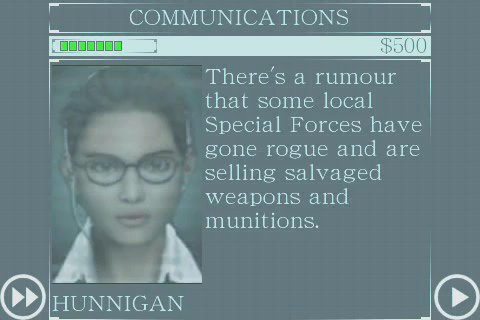 COMMUNICATIONS
$500
There's a rumour
that some local
Special Forces have
gone rogue and are
selling salvaged
weapons and
munitions.
HUNNIGAN